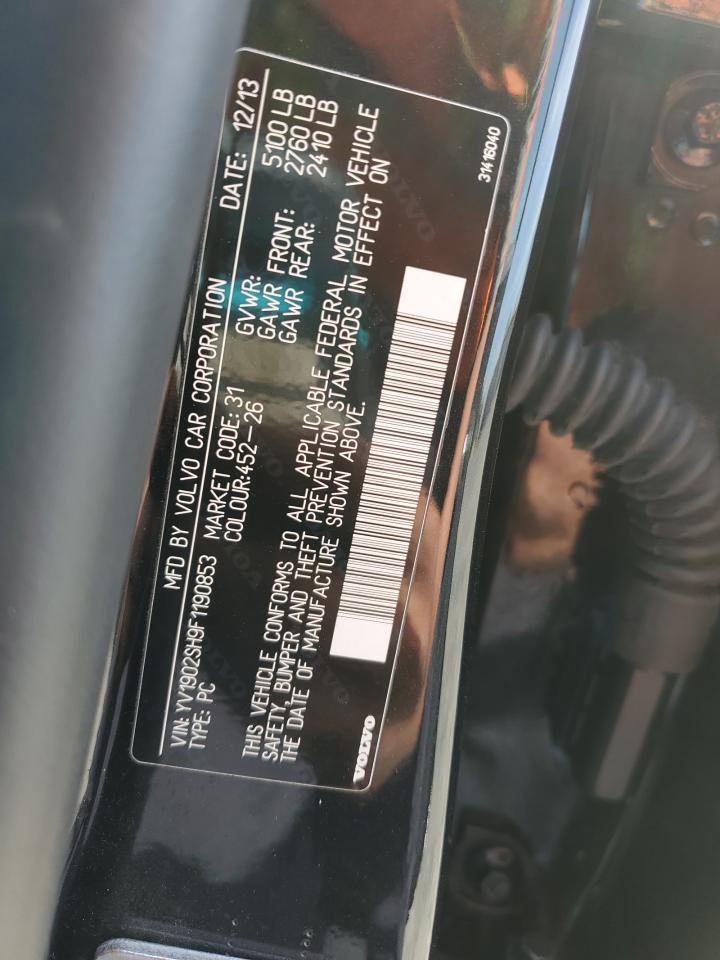 MFD BY VOLVO CAR CORPORATION DATE: 12/13
VIN: YV1902SH9F1190853 MARKET CODE: 31 GVWR: 5100 LB
TYPE: PC COLOUR: 452-26 GAWR FRONT: 2760 LB
GAWR REAR: 2410 LB
THIS VEHICLE CONFORMS TO ALL APPLICABLE FEDERAL MOTOR VEHICLE
SAFETY, BUMPER AND THEFT PREVENTION STANDARDS IN EFFECT ON
THE DATE OF MANUFACTURE SHOWN ABOVE.
VOLVO
31416040